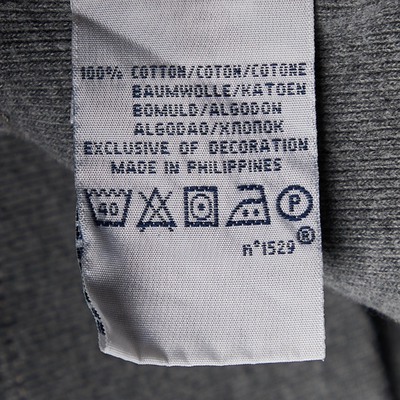 100% COTTON/COTON/COTONE
BAUMWOLLE/KATOEN
BOMULD/ALGODON
ALGODAO/ХЛОПОК
EXCLUSIVE OF DECORATION
MADE IN PHILIPPINES
40 P
n°1529 ®